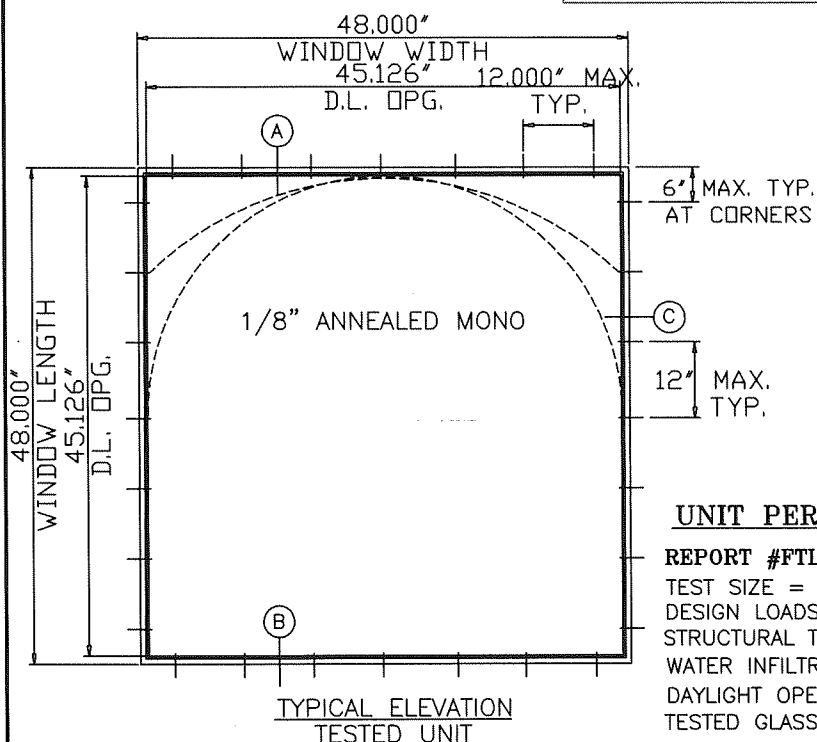 48.000"
WINDOW WIDTH
45.126"
D.L. OPG.
12.000" MAX.
TYP.
A
6" MAX. TYP.
AT CORNERS
1/8" ANNEALED MONO
C
12" MAX.
TYP.
48.000"
WINDOW LENGTH
45.126"
D.L. OPG.
B
TYPICAL ELEVATION
TESTED UNIT
UNIT PER
REPORT #FTL
TEST SIZE =
DESIGN LOADS
STRUCTURAL T
WATER INFILTR
DAYLIGHT OPE
TESTED GLASS